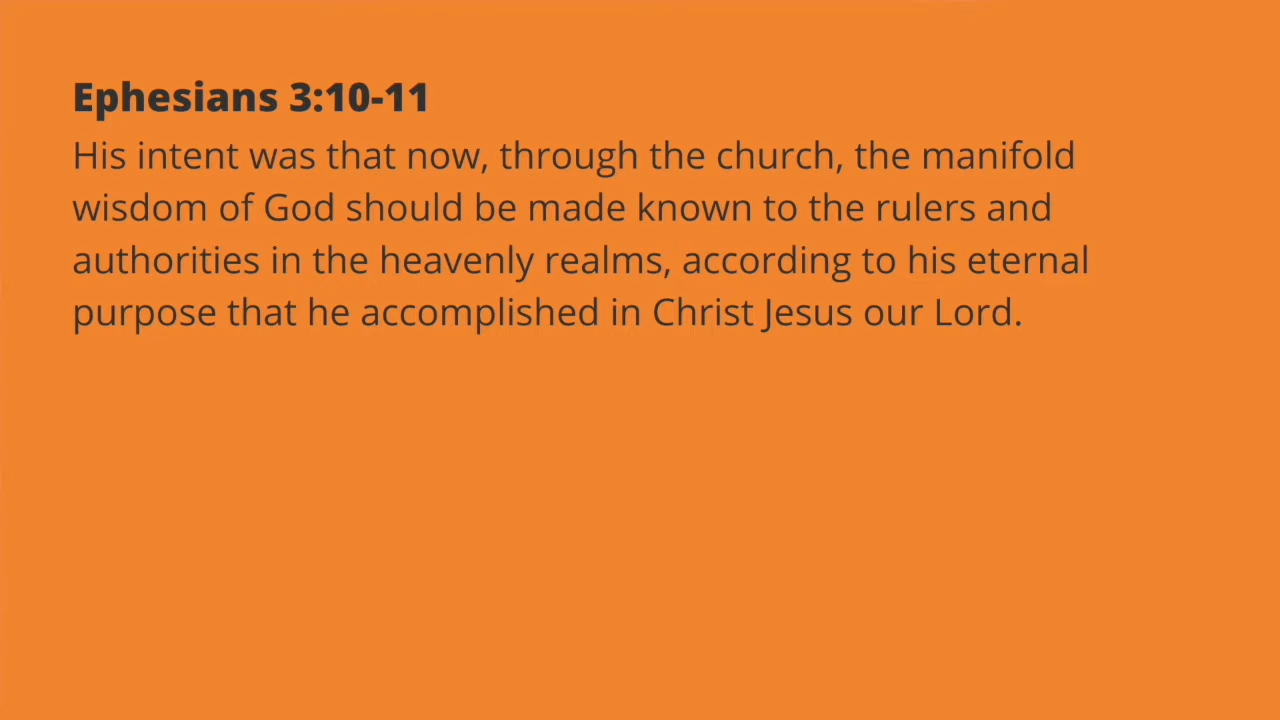 Ephesians 3:10-11
His intent was that now, through the church, the manifold
wisdom of God should be made known to the rulers and
authorities in the heavenly realms, according to his eternal
purpose that he accomplished in Christ Jesus our Lord.